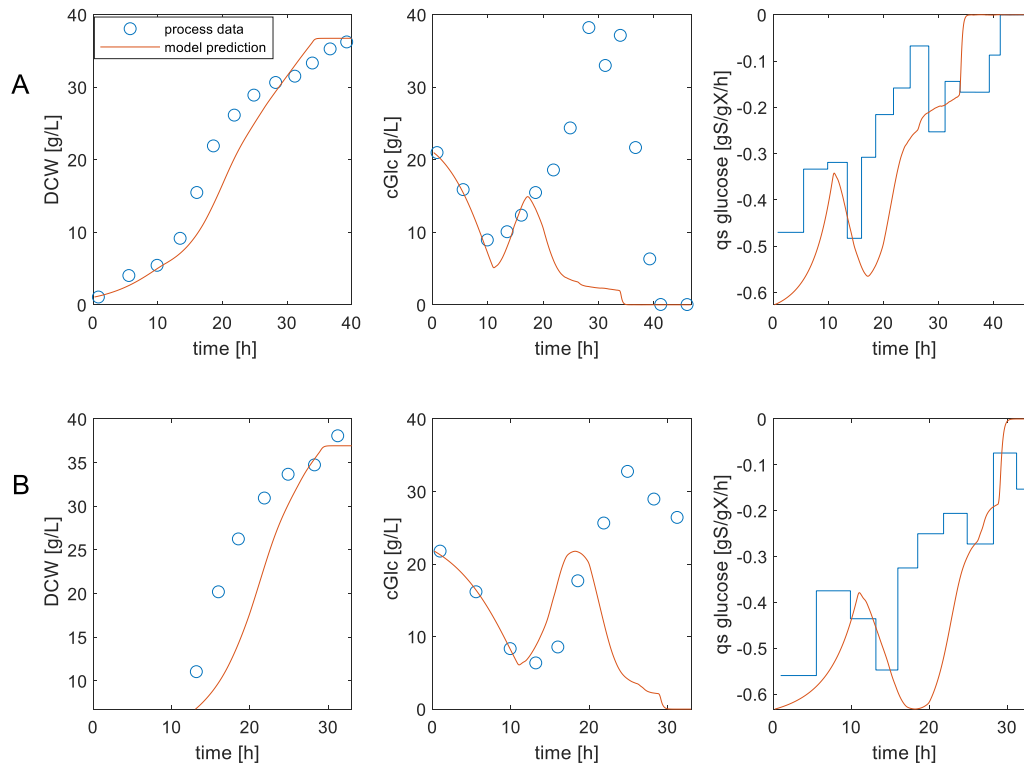 A
DCW [g/L]
40
30
20
10
0
0 10 20 30 40
time [h]
process data
model prediction
cGlc [g/L]
40
30
20
10
0
0 10 20 30 40
time [h]
qs glucose [gS/gX/h]
0
-0.1
-0.2
-0.3
-0.4
-0.5
-0.6
0 10 20 30 40
time [h]
B
DCW [g/L]
40
35
30
25
20
15
10
0 10 20 30
time [h]
cGlc [g/L]
40
30
20
10
0
0 10 20 30
time [h]
qs glucose [gS/gX/h]
0
-0.1
-0.2
-0.3
-0.4
-0.5
-0.6
0 10 20 30
time [h]